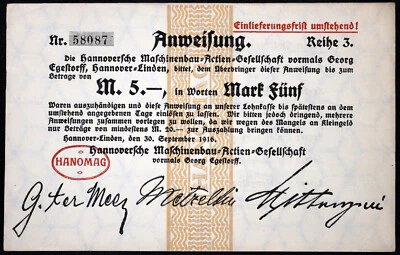 Einlieferungsfrist umstehend!
Nr. 58087 Anweisung. Reihe 3.
die Hannoversche Maschinenbau-Actien-Gesellschaft vormals Georg
Egestorff, Hannover-Linden, bittet, dem Überbringer dieser Anweisung bis zum
Betrage von
M. 5.—, in Worten Mark Fünf
Waren auszuhändigen und diese Anweisung an unserer Lohnkasse bis spätestens an dem
umstehend angegebenen Tage einlösen zu lassen. Wir bitten jedoch dringend, mehrere
Anweisungen zusammen vorlegen zu wollen, da wir wegen des Mangels an Kleingeld
nur Beträge von mindestens M. 20.— zur Auszahlung bringen können.
Hannover-Linden, den 30. September 1916.
Hannoversche Maschinenbau-Actien-Gesellschaft
vormals Georg Egestorff.
HANOMAG
G. ter Meer